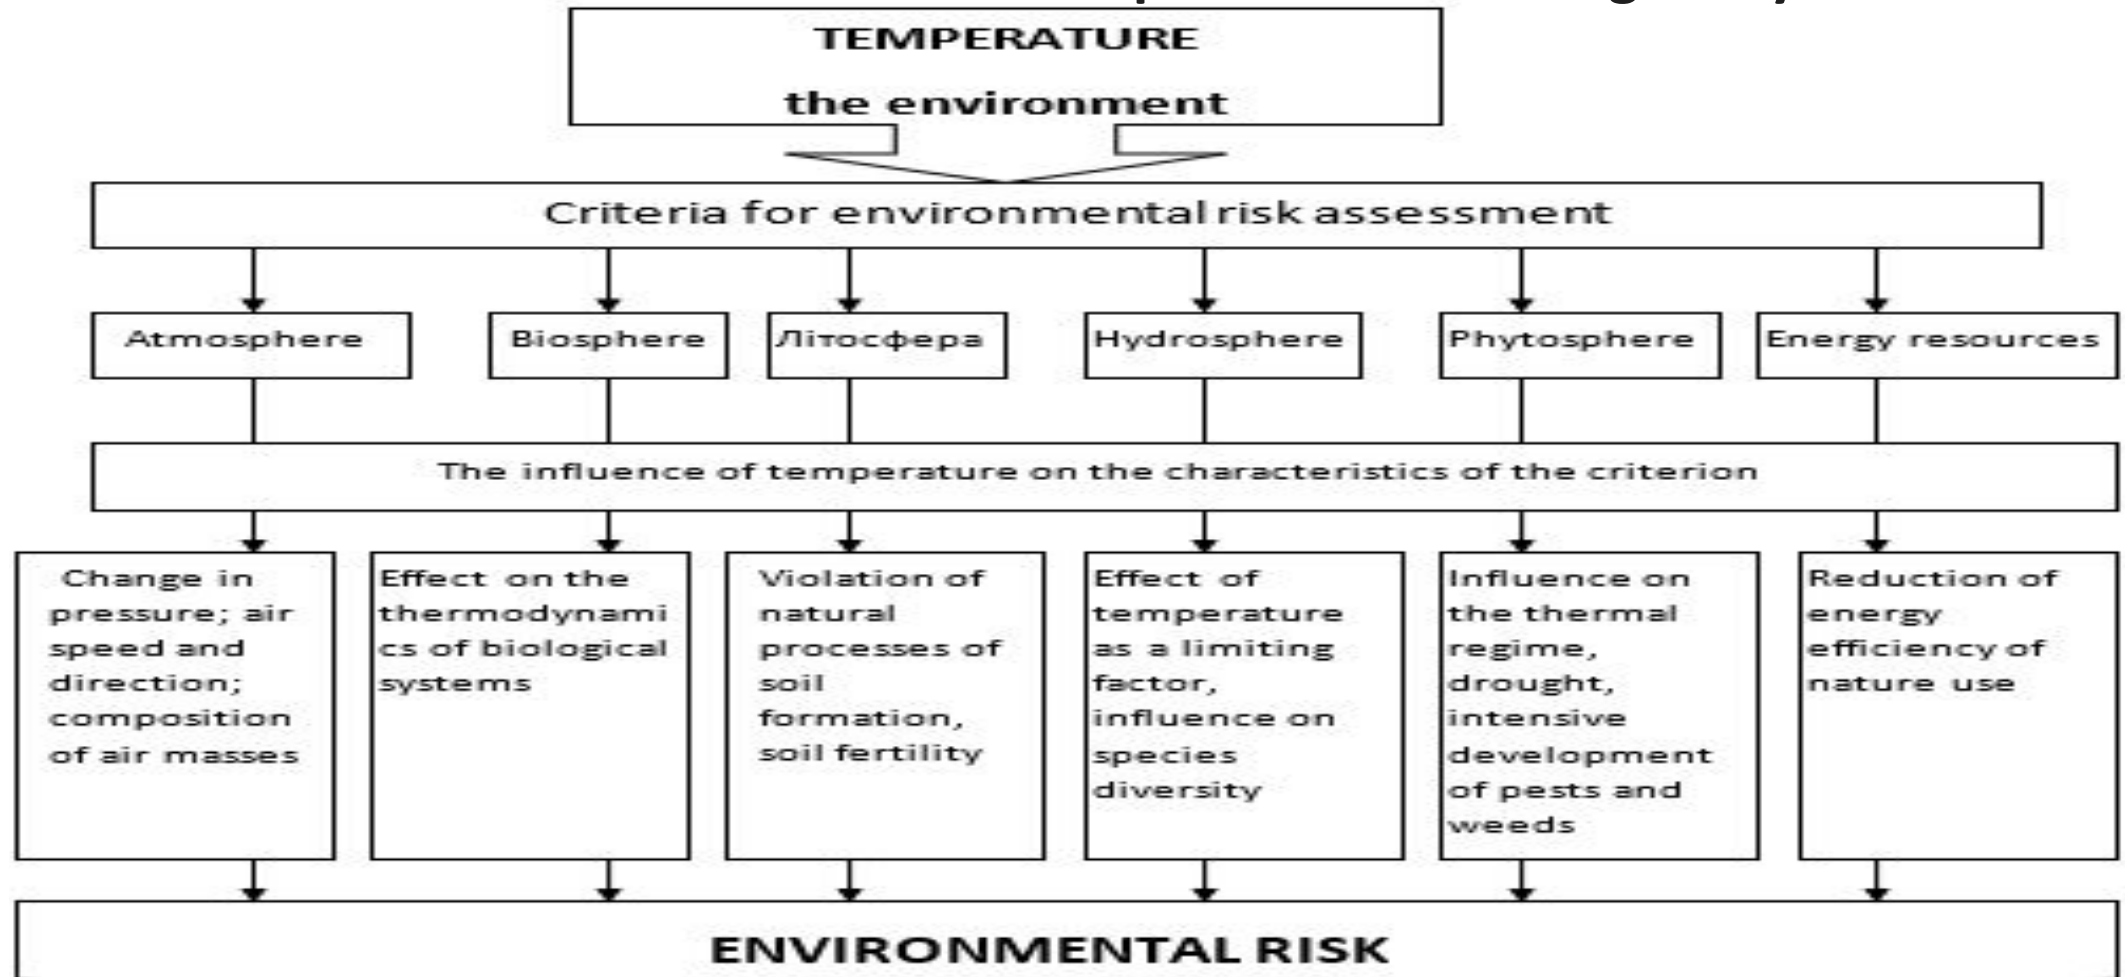 TEMPERATURE
the environment
Criteria for environmental risk assessment
Atmosphere
Biosphere
Літосфера
Hydrosphere
Phytosphere
Energy resources
The influence of temperature on the characteristics of the criterion
Change in
pressure; air
speed and
direction;
composition
of air masses
Effect on the
thermodynami
cs of biological
systems
Violation of
natural
processes of
soil
formation,
soil fertility
Effect of
temperature
as a limiting
factor,
influence on
species
diversity
Influence on
the thermal
regime,
drought,
intensive
development
of pests and
weeds
Reduction of
energy
efficiency of
nature use
ENVIRONMENTAL RISK